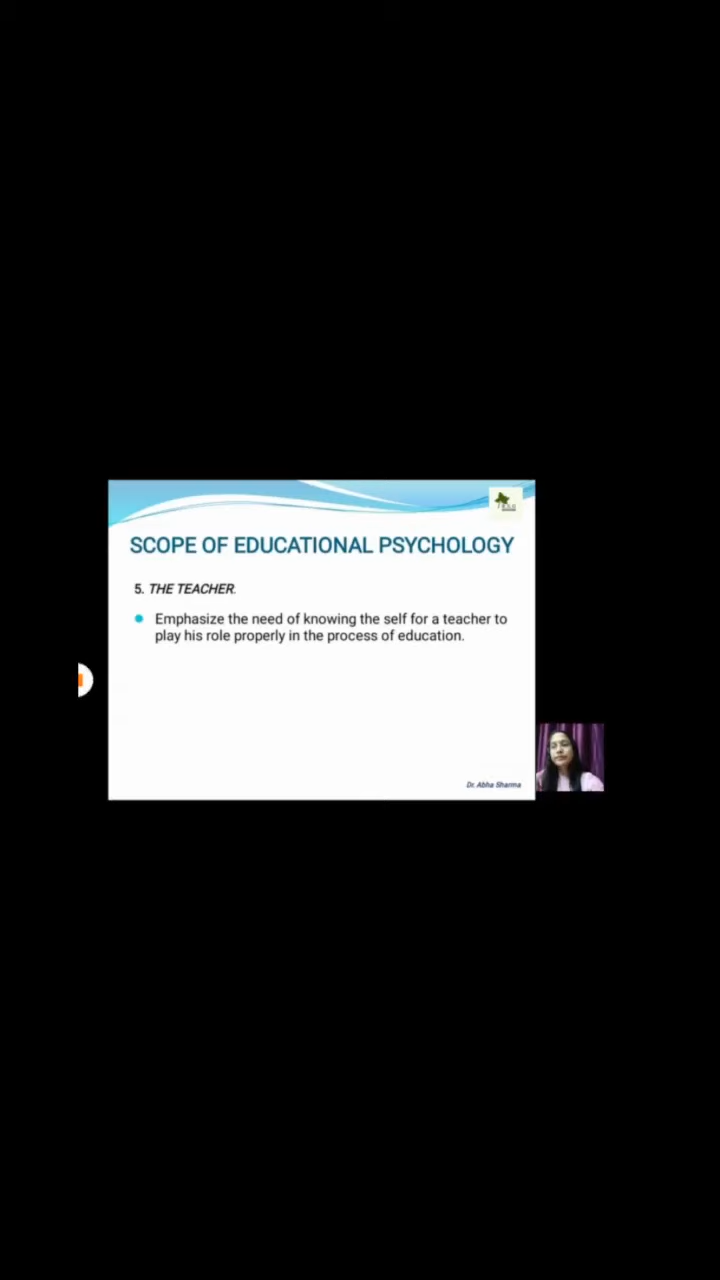 SCOPE OF EDUCATIONAL PSYCHOLOGY
5. THE TEACHER.
Emphasize the need of knowing the self for a teacher to
play his role properly in the process of education.
Dr. Abha Sharma